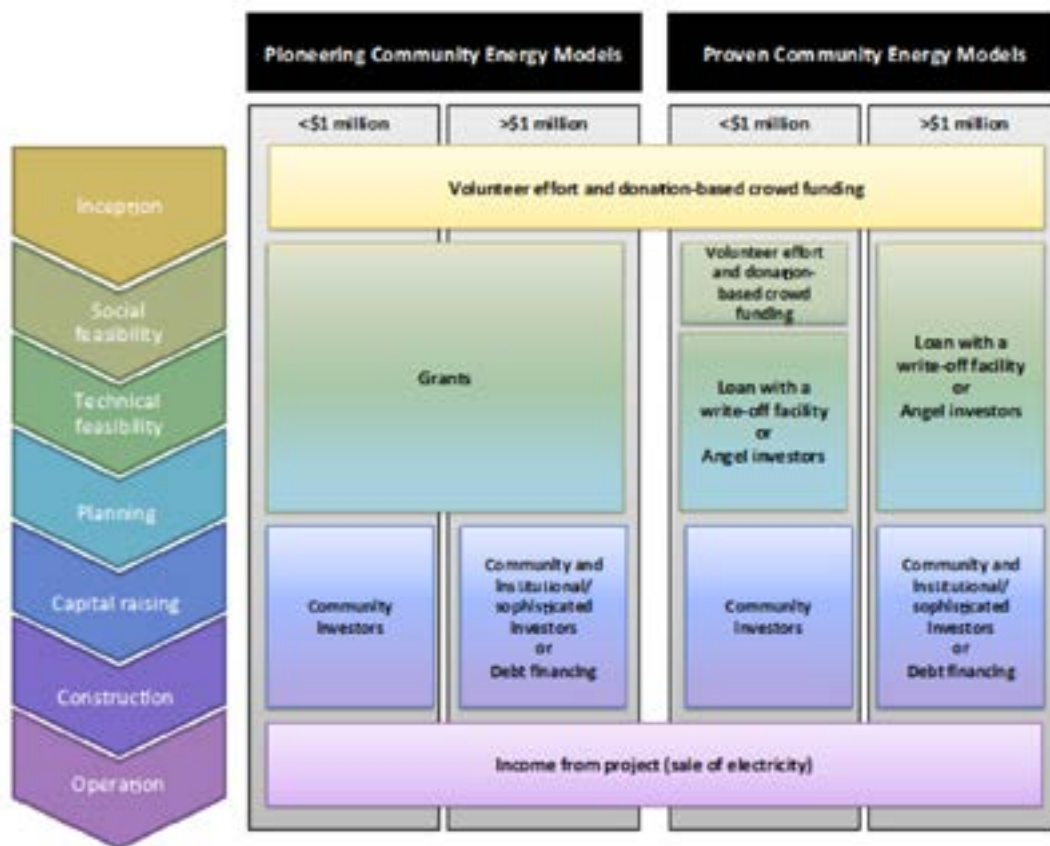 Pioneering Community Energy Models
Proven Community Energy Models
<$1 million
>$1 million
<$1 million
>$1 million
Inception
Volunteer effort and donation-based crowd funding
Social
feasibility
Technical
feasibility
Planning
Grants
Volunteer effort
and donation-
based crowd
funding
Loan with a
write-off facility
or
Angel investors
Loan with a
write-off facility
or
Angel investors
Capital raising
Construction
Community
Investors
Community and
Institutional/
sophisticated
Investors
or
Debt financing
Community
Investors
Community and
Institutional/
sophisticated
Investors
or
Debt financing
Operation
Income from project (sale of electricity)